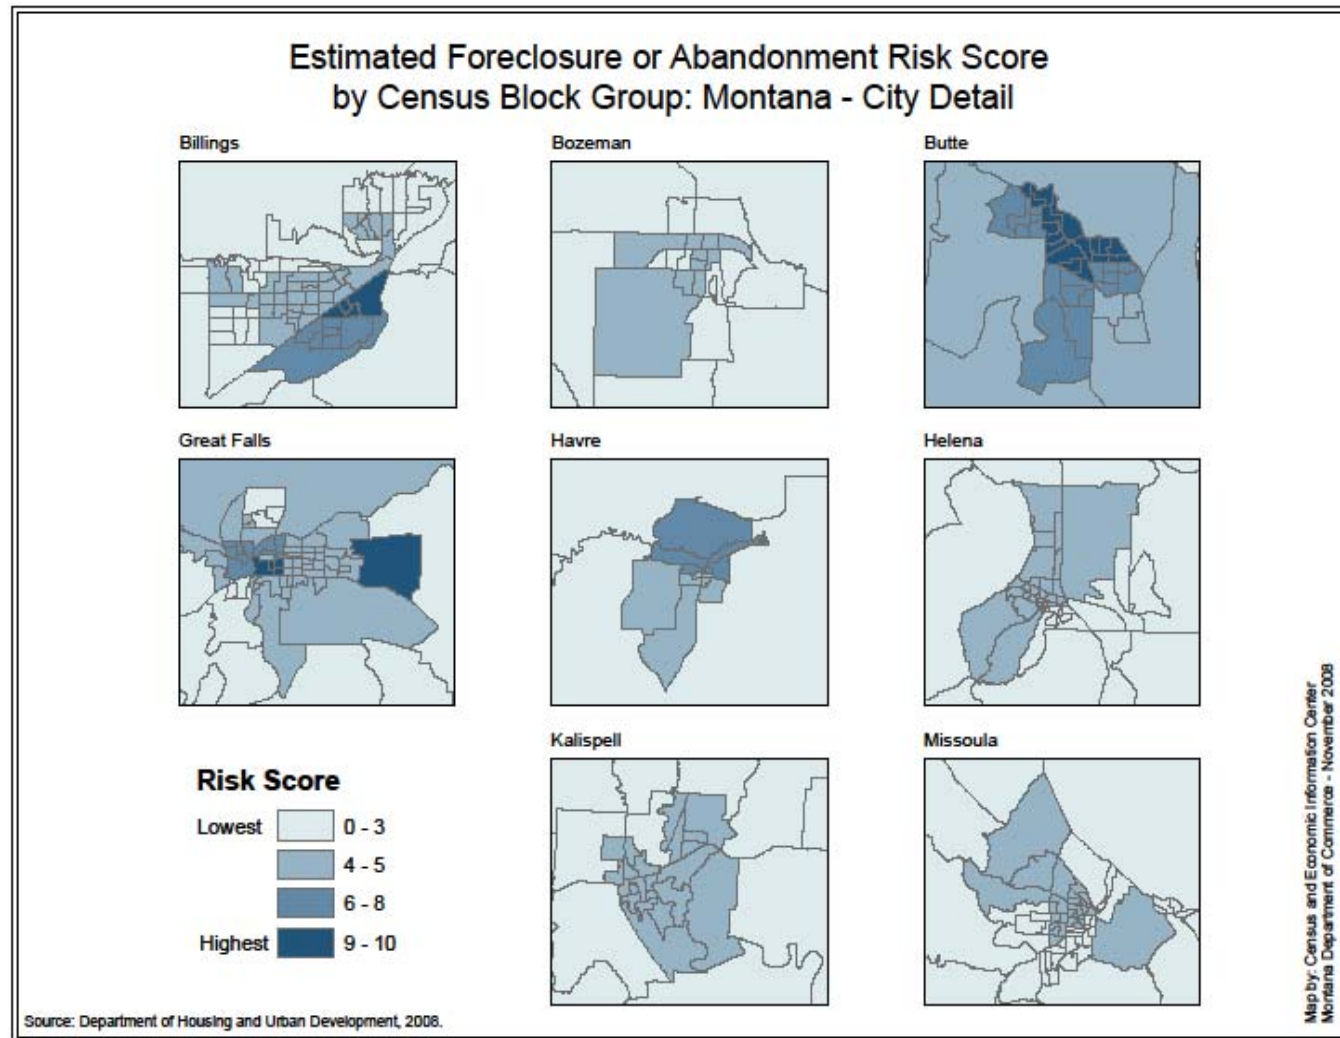 Estimated Foreclosure or Abandonment Risk Score
by Census Block Group: Montana - City Detail
Billings
Bozeman
Butte
Great Falls
Havre
Helena
Kalispell
Missoula
Risk Score
Lowest 0 - 3
4 - 5
6 - 8
Highest 9 - 10
Source: Department of Housing and Urban Development, 2008.
Map by: Census and Economic Information Center
Montana Department of Commerce - November 2008